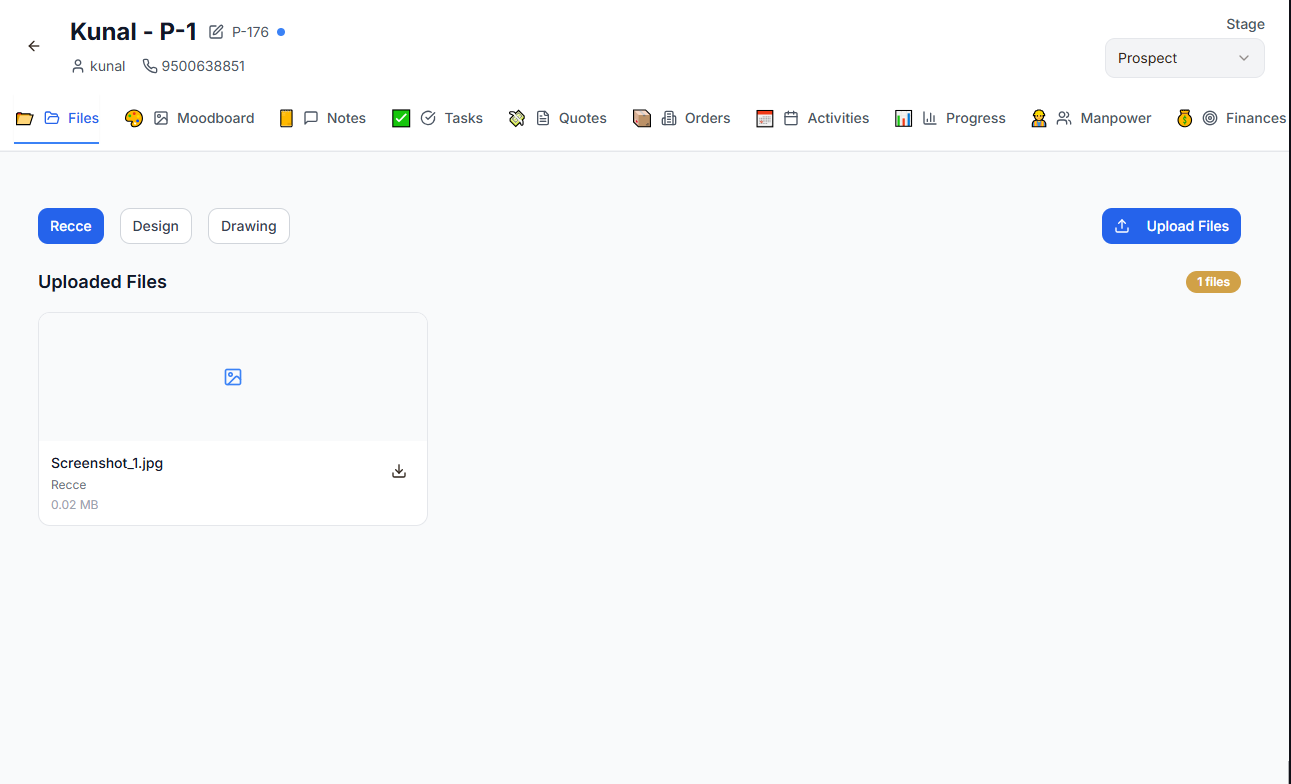 Kunal - P-1 P-176
Stage
kunal 9500638851
Prospect
Files Moodboard Notes Tasks Quotes Orders Activities Progress Manpower Finances
Recce Design Drawing Upload Files
Uploaded Files 1 files
Screenshot_1.jpg
Recce
0.02 MB